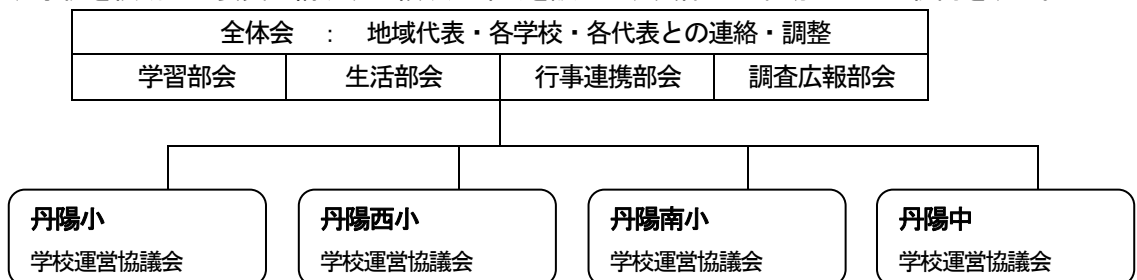 全体会 : 地域代表・各学校・各代表との連絡・調整
学習部会 生活部会 行事連携部会 調査広報部会
丹陽小 丹陽西小 丹陽南小 丹陽中
学校運営協議会 学校運営協議会 学校運営協議会 学校運営協議会